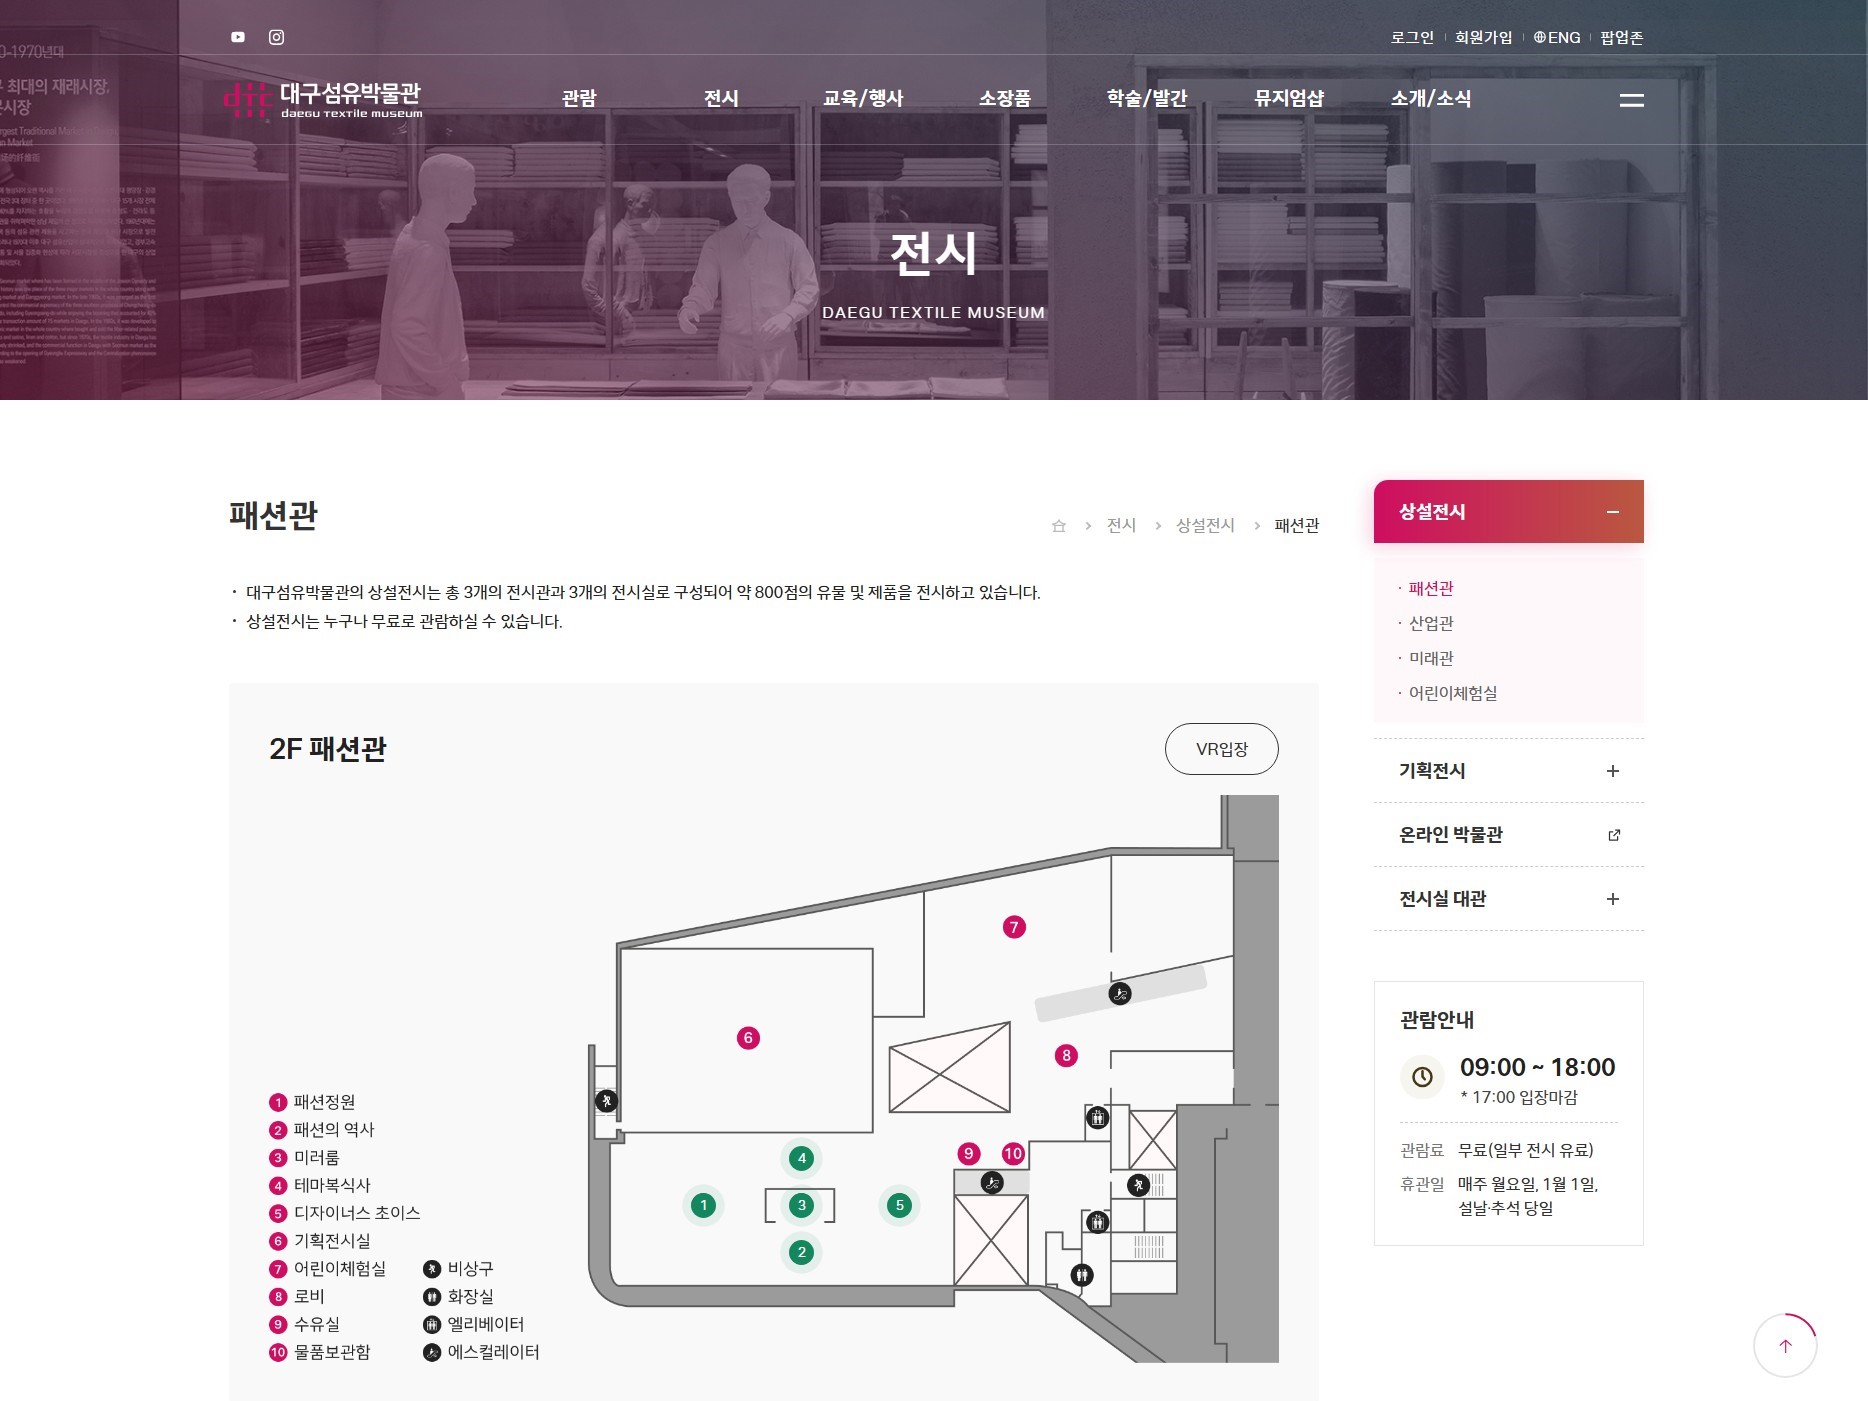 로그인
회원가입
ENG
팝업존
dtc
대구섬유박물관
DAEGU TEXTILE MUSEUM
관람
전시
교육/행사
소장품
학술/발간
뮤지엄샵
소개/소식
전시
DAEGU TEXTILE MUSEUM
패션관
전시
상설전시
패션관
· 대구섬유박물관의 상설전시는 총 3개의 전시관과 3개의 전시실로 구성되어 약 800점의 유물 및 제품을 전시하고 있습니다.
· 상설전시는 누구나 무료로 관람하실 수 있습니다.
2F 패션관
VR입장
7
6
8
4
9
10
1
3
5
2
1 패션정원
2 패션의 역사
3 미러룸
4 테마복식사
5 디자이너스 초이스
6 기획전시실
7 어린이체험실
8 로비
9 수유실
10 물품보관함
비상구
화장실
엘리베이터
에스컬레이터
상설전시
· 패션관
· 산업관
· 미래관
· 어린이체험실
기획전시
온라인 박물관
전시실 대관
관람안내
09:00 ~ 18:00
* 17:00 입장마감
관람료 무료(일부 전시 유료)
휴관일 매주 월요일, 1월 1일,
설날·추석 당일